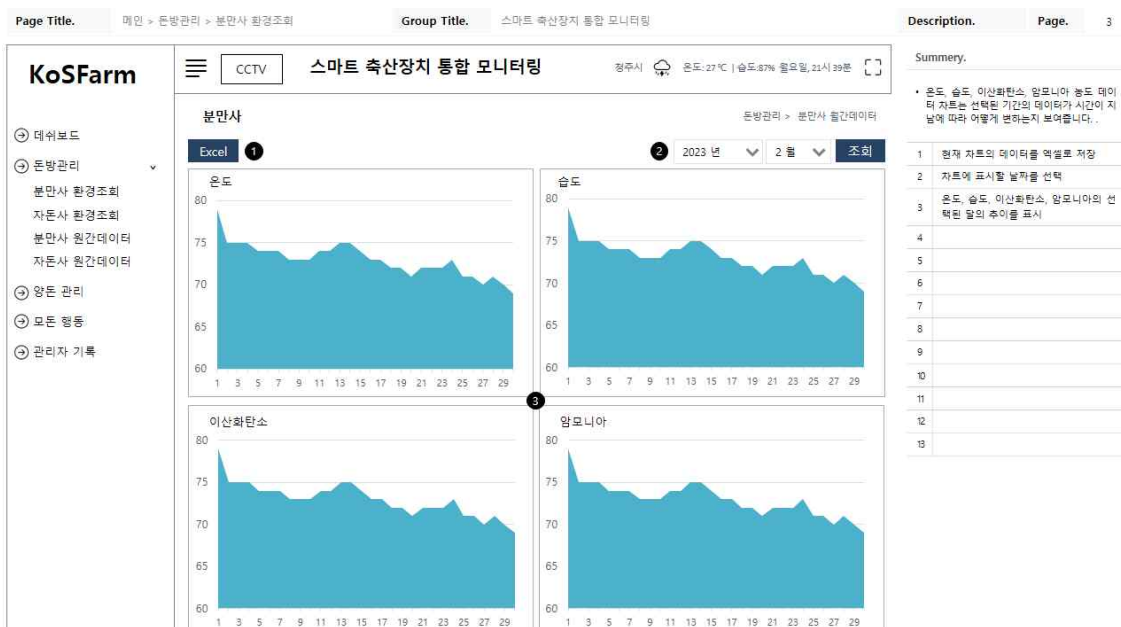 Page Title. 메인 > 돈방관리 > 분만사 환경조회 Group Title. 스마트 축산장치 통합 모니터링 Description. Page. 3
KoSFarm
CCTV 스마트 축산장치 통합 모니터링 청주시 온도: 27 ℃ | 습도:87% 월요일, 21시 39분
데쉬보드
돈방관리
분만사 환경조회
자돈사 환경조회
분만사 원간데이터
자돈사 원간데이터
양돈 관리
모돈 행동
관리자 기록
분만사 돈방관리 > 분만사 월간데이터
Excel 1 2 2023 년 2 월 조회
온도
80
75
70
65
60
1 3 5 7 9 11 13 15 17 19 21 23 25 27 29
습도
80
75
70
65
60
1 3 5 7 9 11 13 15 17 19 21 23 25 27 29
3
이산화탄소
80
75
70
65
60
1 3 5 7 9 11 13 15 17 19 21 23 25 27 29
암모니아
80
75
70
65
60
1 3 5 7 9 11 13 15 17 19 21 23 25 27 29
Summery.
• 온도, 습도, 이산화탄소, 암모니아 농도 데이
터 차트는 선택된 기간의 데이터가 시간이 지
남에 따라 어떻게 변하는지 보여줍니다. .
1 현재 차트의 데이터를 엑셀로 저장
2 차트에 표시할 날짜를 선택
3 온도, 습도, 이산화탄소, 암모니아의 선
택된 달의 추이를 표시
4
5
6
7
8
9
10
11
12
13